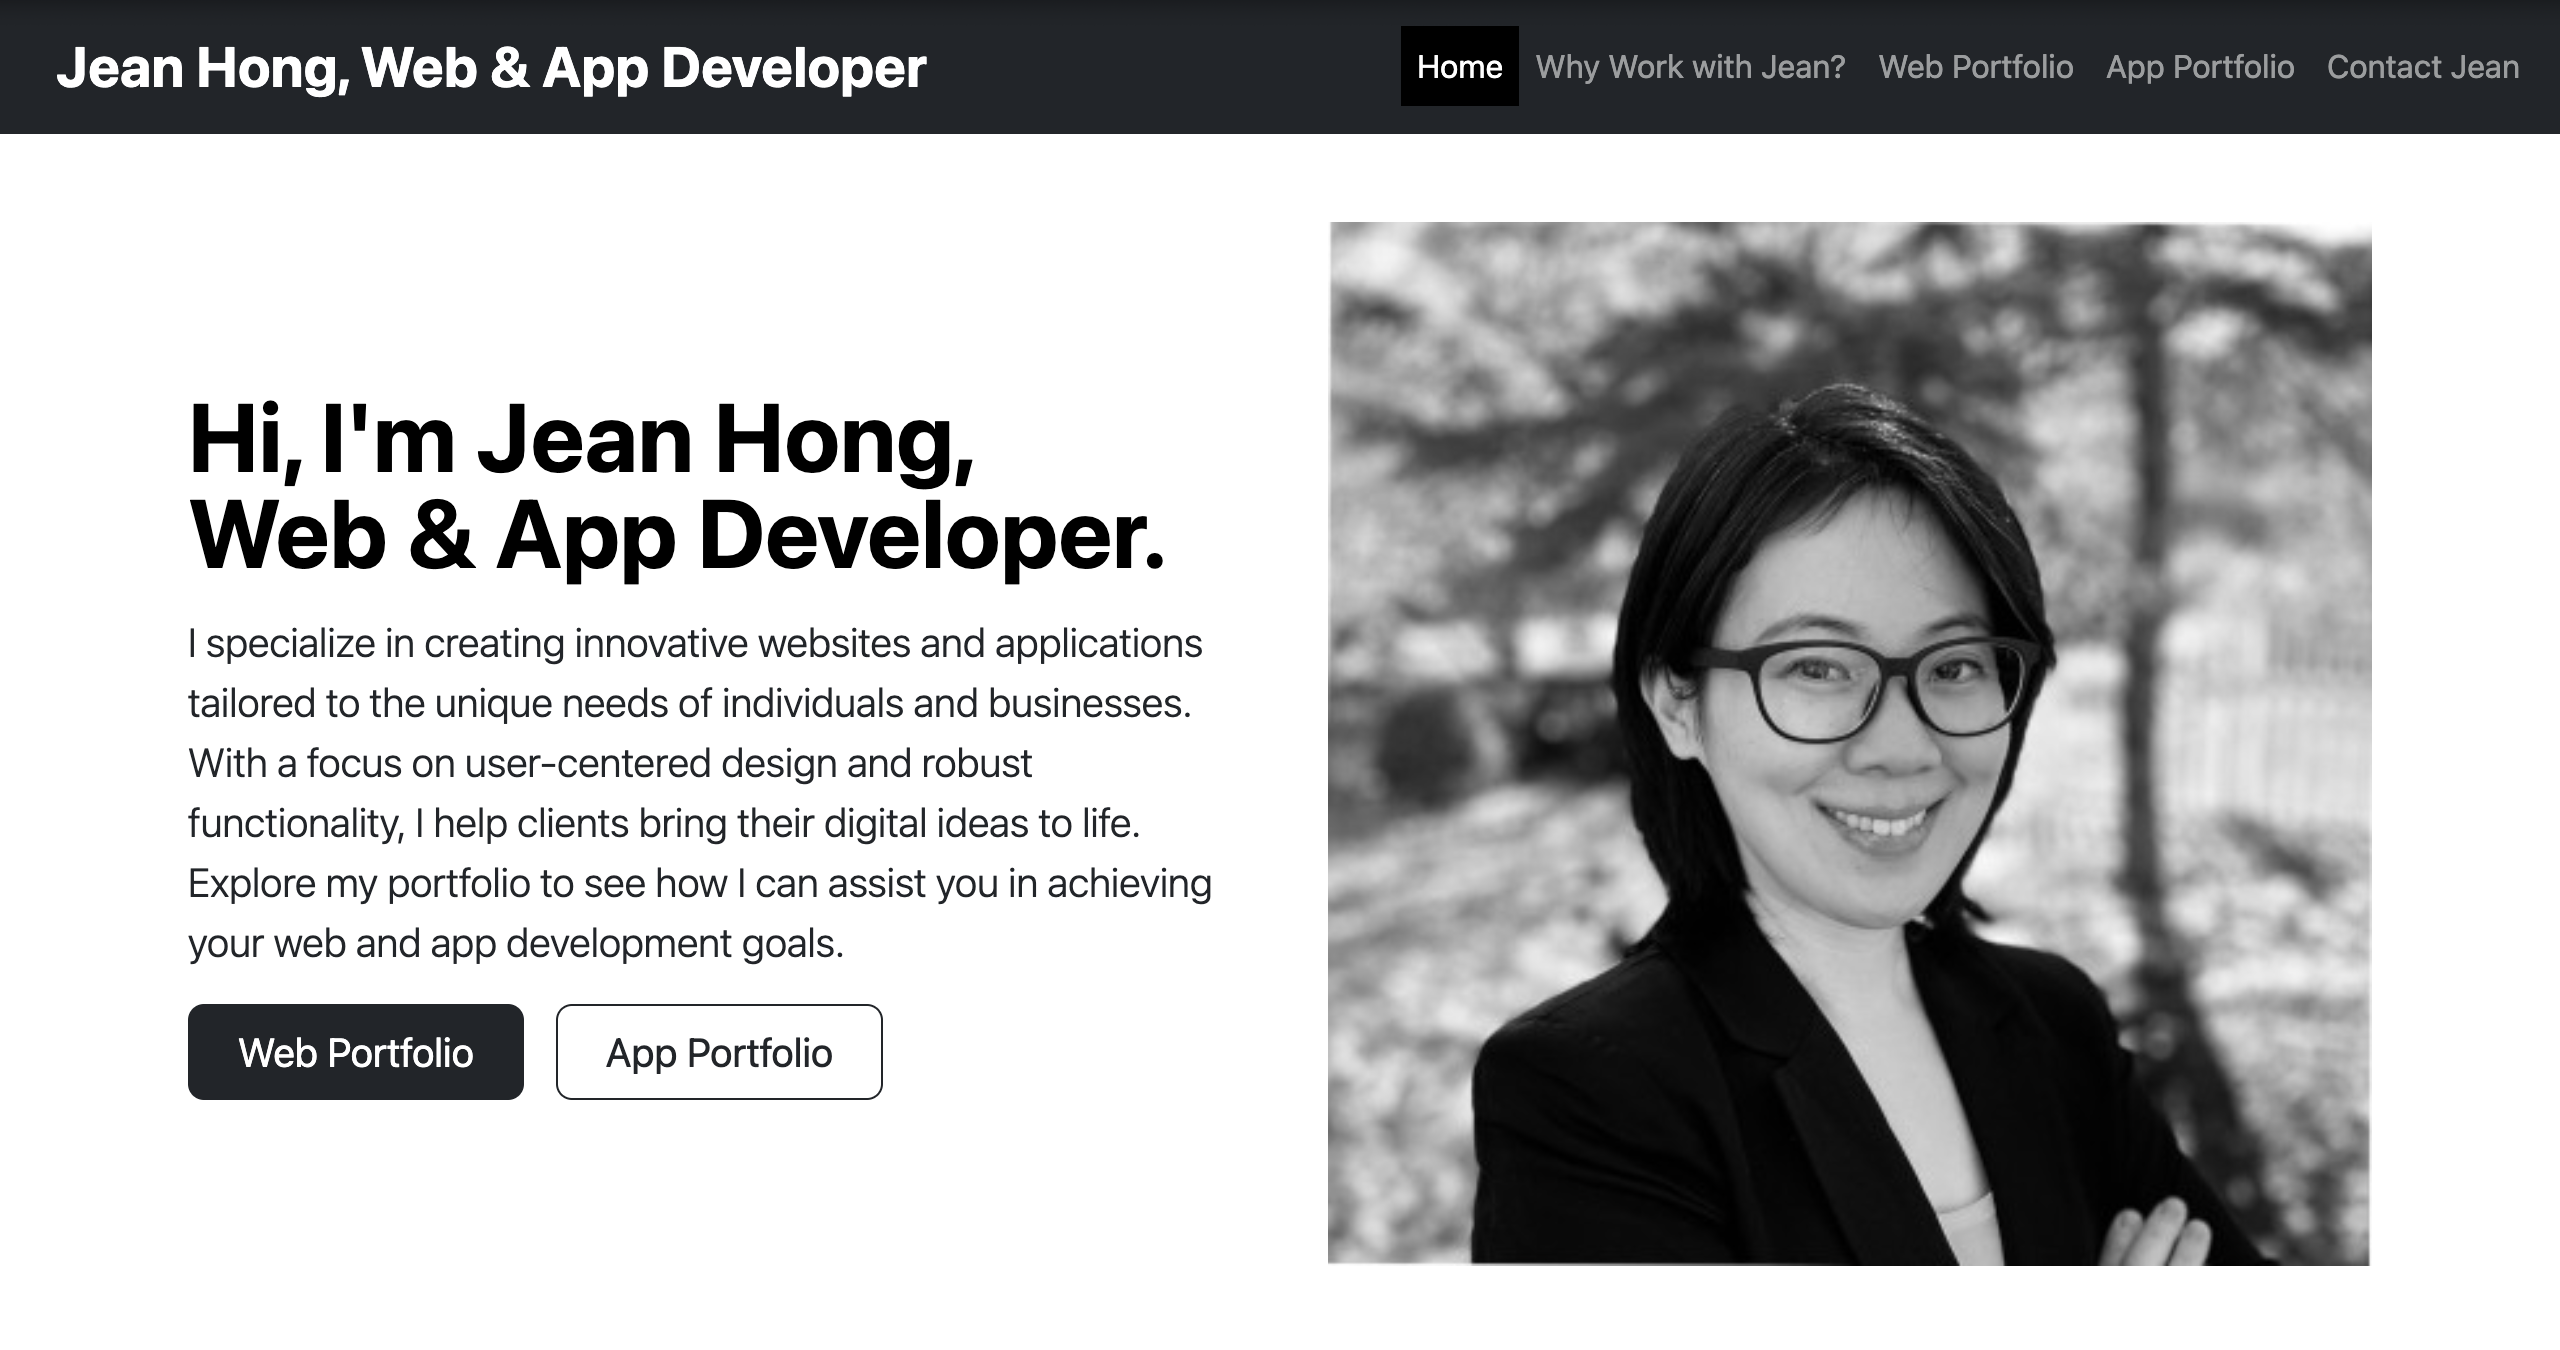 Jean Hong, Web & App Developer
Home
Why Work with Jean?
Web Portfolio
App Portfolio
Contact Jean
Hi, I'm Jean Hong,
Web & App Developer.
I specialize in creating innovative websites and applications
tailored to the unique needs of individuals and businesses.
With a focus on user-centered design and robust
functionality, I help clients bring their digital ideas to life.
Explore my portfolio to see how I can assist you in achieving
your web and app development goals.
Web Portfolio
App Portfolio